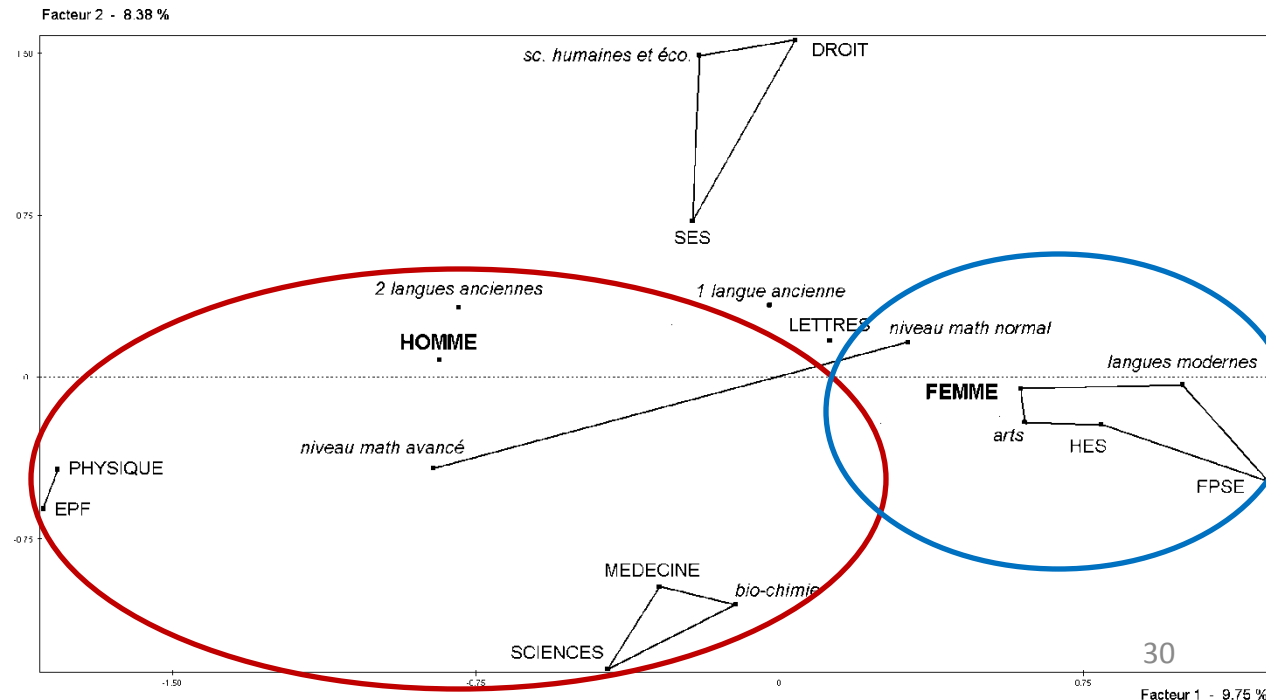 Facteur 2 - 8.38 %
1.50
sc. humaines et éco.
DROIT
0.75
SES
2 langues anciennes
1 langue ancienne
HOMME
LETTRES
niveau math normal
0
langues modernes
FEMME
niveau math avancé
arts
HES
PHYSIQUE
FPSE
EPF
-0.75
MEDECINE
bio-chimie
SCIENCES
30
-1.50
-0.75
0
0.75
Facteur 1 - 9.75 %